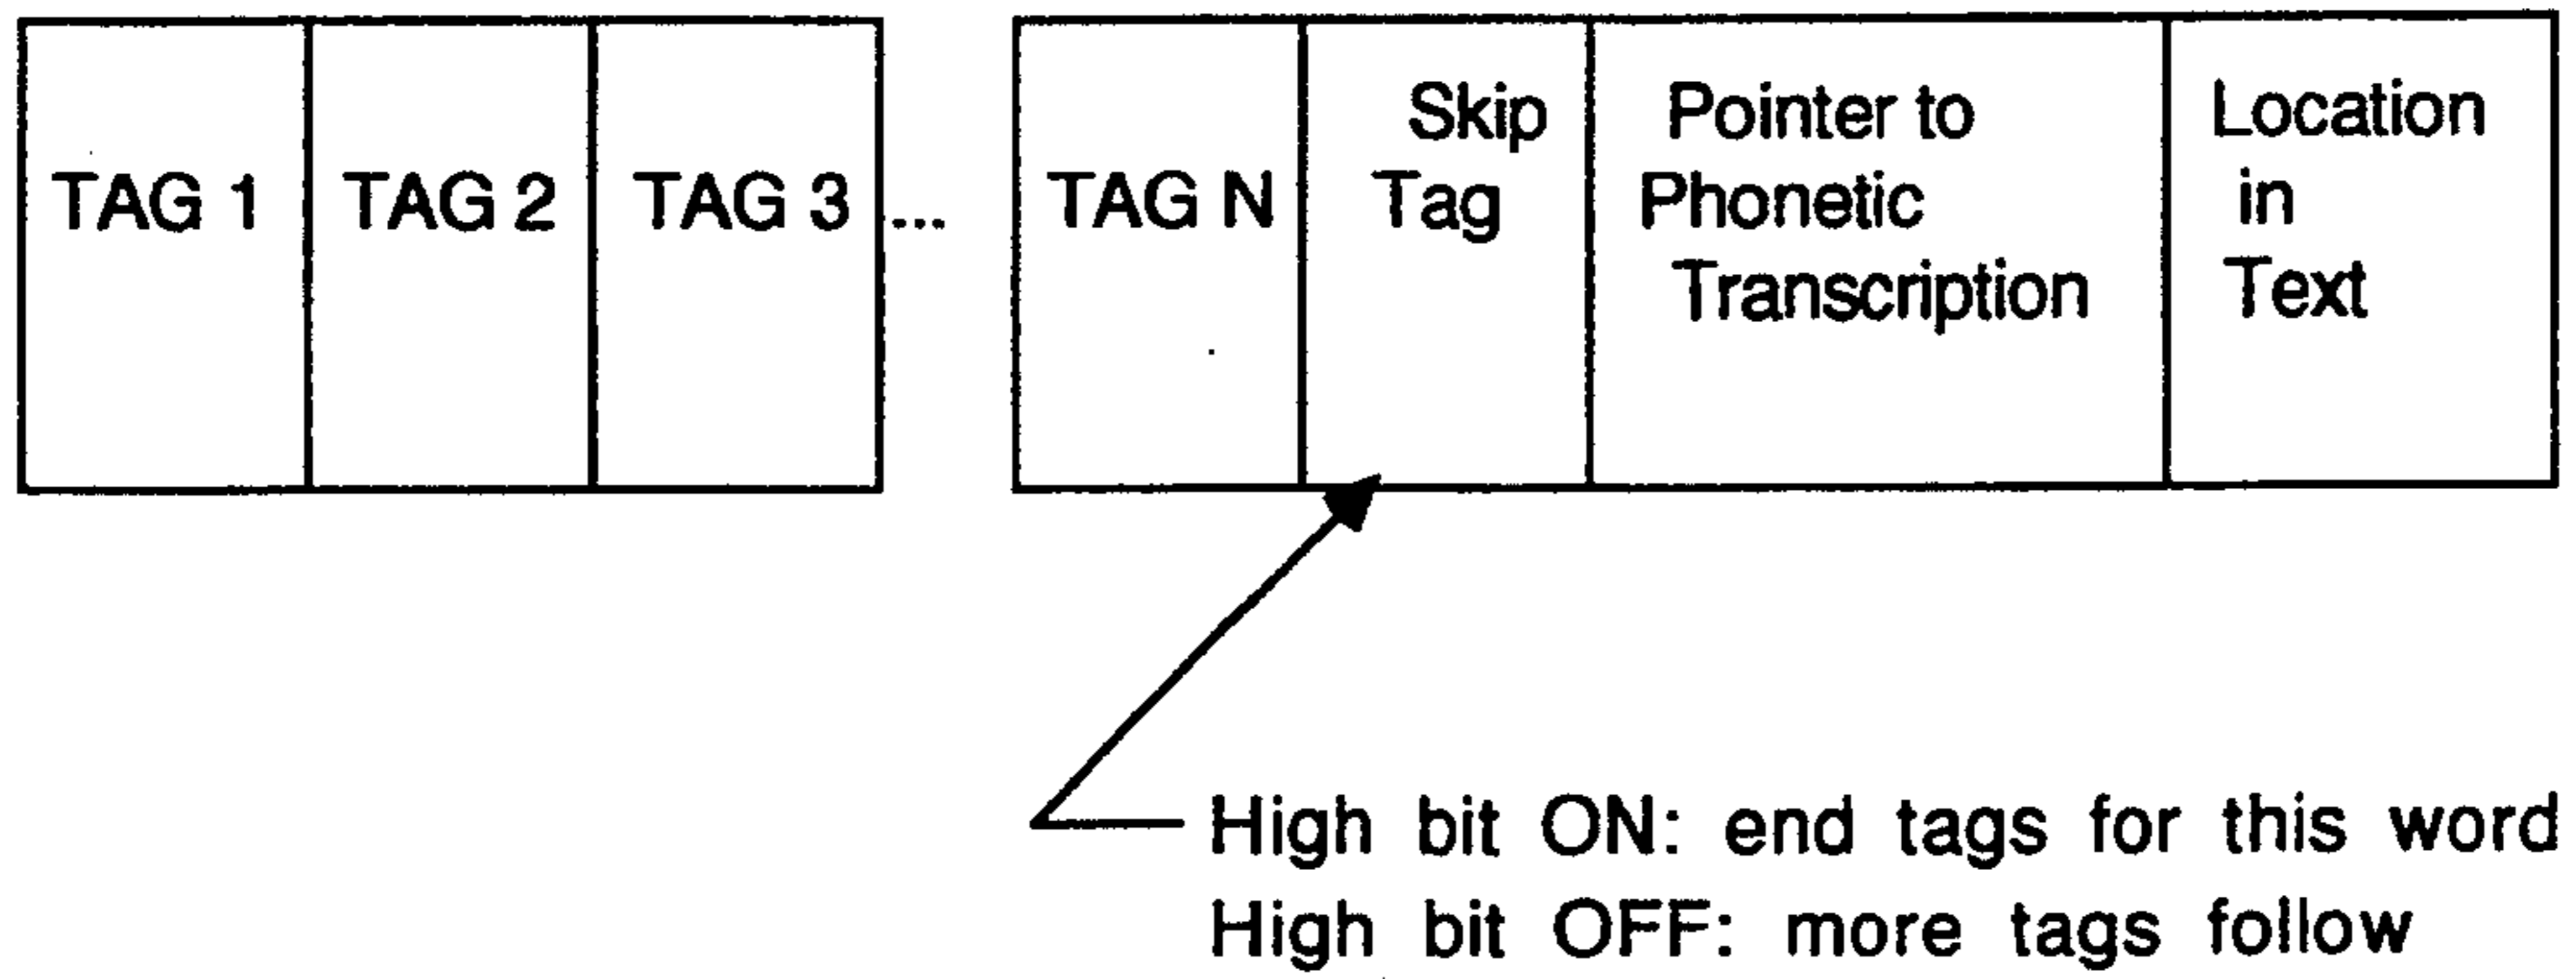 TAG 1
TAG 2
TAG 3
...
TAG N
Skip
Tag
Pointer to
Phonetic
Transcription
Location
in
Text
High bit ON: end tags for this word
High bit OFF: more tags follow